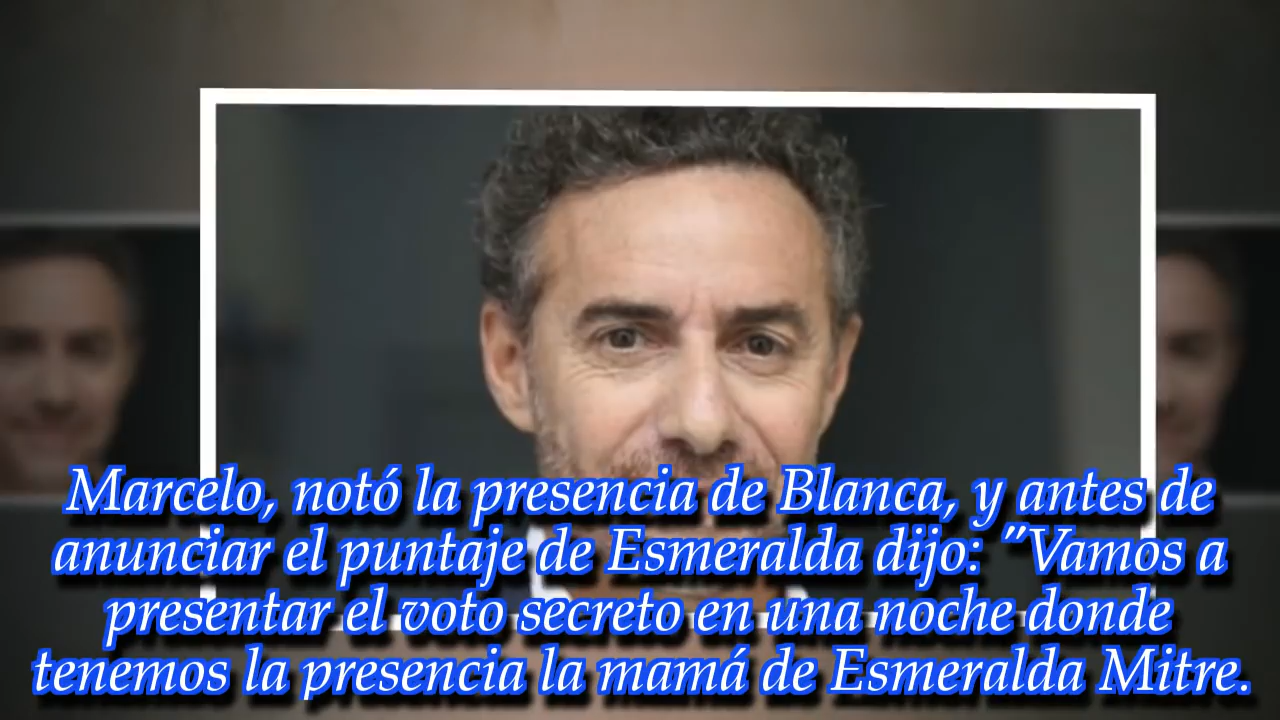 Marcelo, notó la presencia de Blanca, y antes de
anunciar el puntaje de Esmeralda dijo: "Vamos a
presentar el voto secreto en una noche donde
tenemos la presencia la mamá de Esmeralda Mitre.